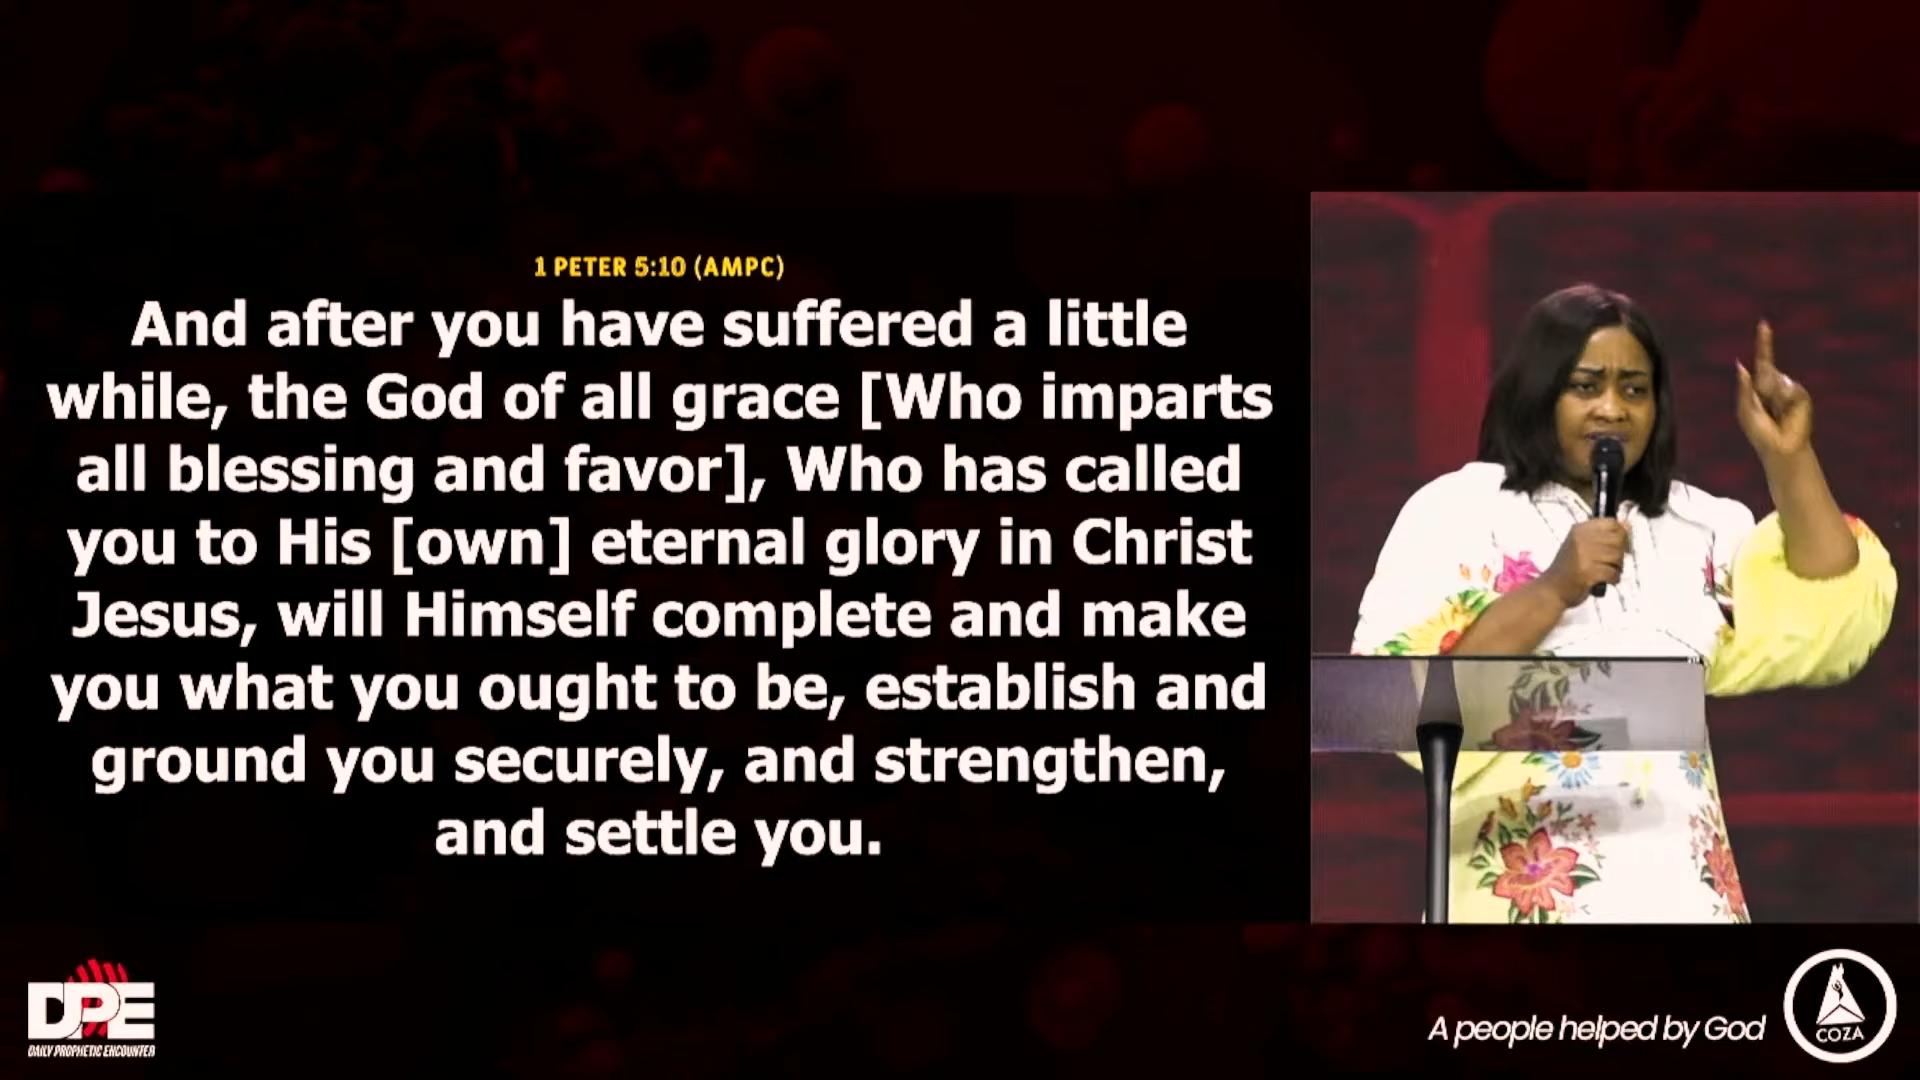 1 PETER 5:10 (AMPC)
And after you have suffered a little
while, the God of all grace [Who imparts
all blessing and favor], Who has called
you to His [own] eternal glory in Christ
Jesus, will Himself complete and make
you what you ought to be, establish and
ground you securely, and strengthen,
and settle you.
DPE
DAILY PROPHETIC ENCOUNTER
A people helped by God
COZA